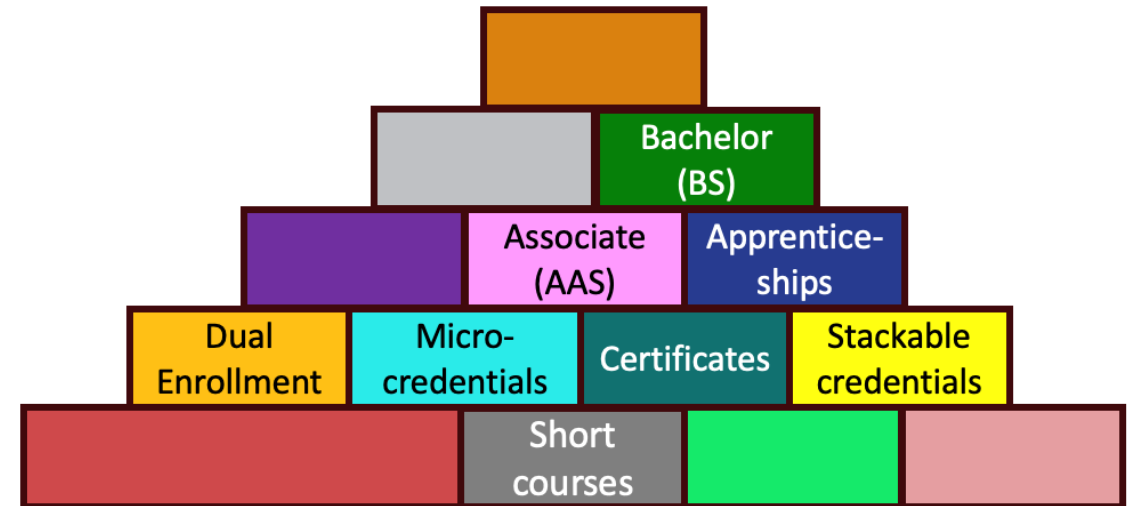 Bachelor
(BS)
Associate
(AAS)
Apprentice-
ships
Dual
Enrollment
Micro-
credentials
Certificates
Stackable
credentials
Short
courses